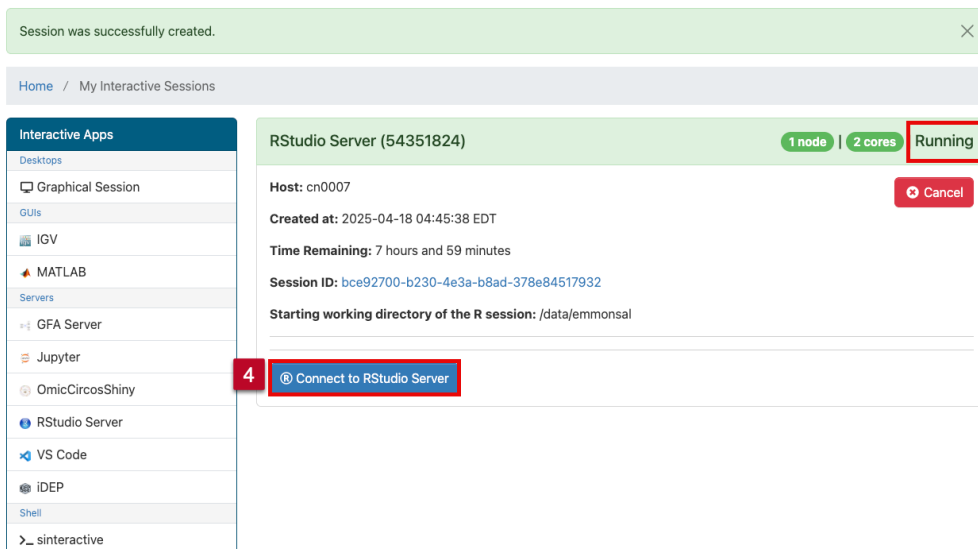 Session was successfully created.
Home / My Interactive Sessions
Interactive Apps
Desktops
Graphical Session
GUIs
IGV
MATLAB
Servers
GFA Server
Jupyter
OmicCircosShiny
RStudio Server
VS Code
iDEP
Shell
sinteractive
RStudio Server (54351824)
1 node | 2 cores Running
Host: cn0007
Cancel
Created at: 2025-04-18 04:45:38 EDT
Time Remaining: 7 hours and 59 minutes
Session ID: bce92700-b230-4e3a-b8ad-378e84517932
Starting working directory of the R session: /data/emmonsal
4
® Connect to RStudio Server